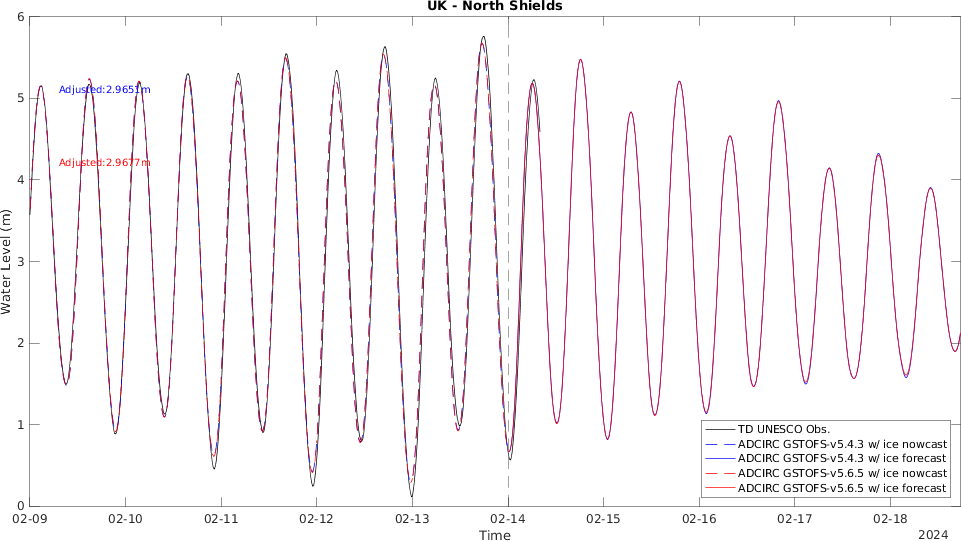 UK - North Shields
6
5
4
3
2
1
0
Water Level (m)
Adjusted:2.9651m
Adjusted:2.9677m
TD UNESCO Obs.
ADCIRC GSTOFS-v5.4.3 w/ ice nowcast
ADCIRC GSTOFS-v5.4.3 w/ ice forecast
ADCIRC GSTOFS-v5.6.5 w/ ice nowcast
ADCIRC GSTOFS-v5.6.5 w/ ice forecast
02-09 02-10 02-11 02-12 02-13 02-14 02-15 02-16 02-17 02-18
Time
2024